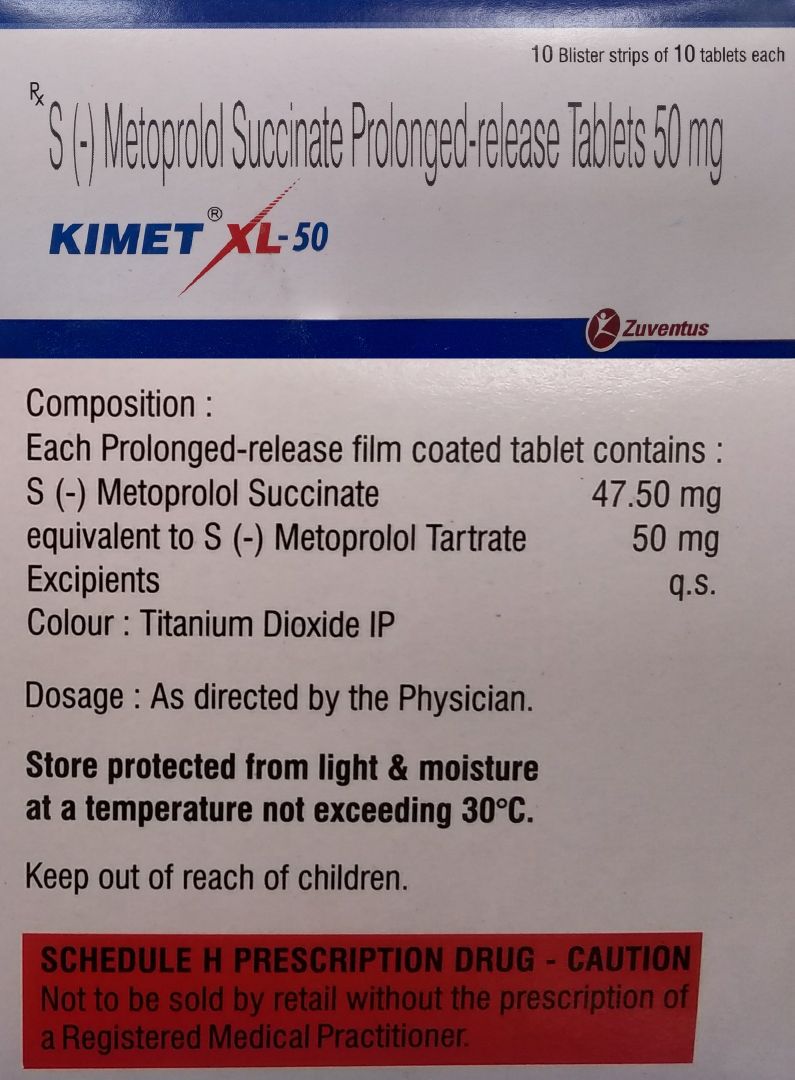 10 Blister strips of 10 tablets each
Rx
S (-) Metoprolol Succinate Prolonged-release Tablets 50 mg
KIMET® XL-50
Zuventus
Composition :
Each Prolonged-release film coated tablet contains :
S (-) Metoprolol Succinate 47.50 mg
equivalent to S (-) Metoprolol Tartrate 50 mg
Excipients q.s.
Colour : Titanium Dioxide IP
Dosage : As directed by the Physician.
Store protected from light & moisture
at a temperature not exceeding 30°C.
Keep out of reach of children.
SCHEDULE H PRESCRIPTION DRUG - CAUTION
Not to be sold by retail without the prescription of
a Registered Medical Practitioner.